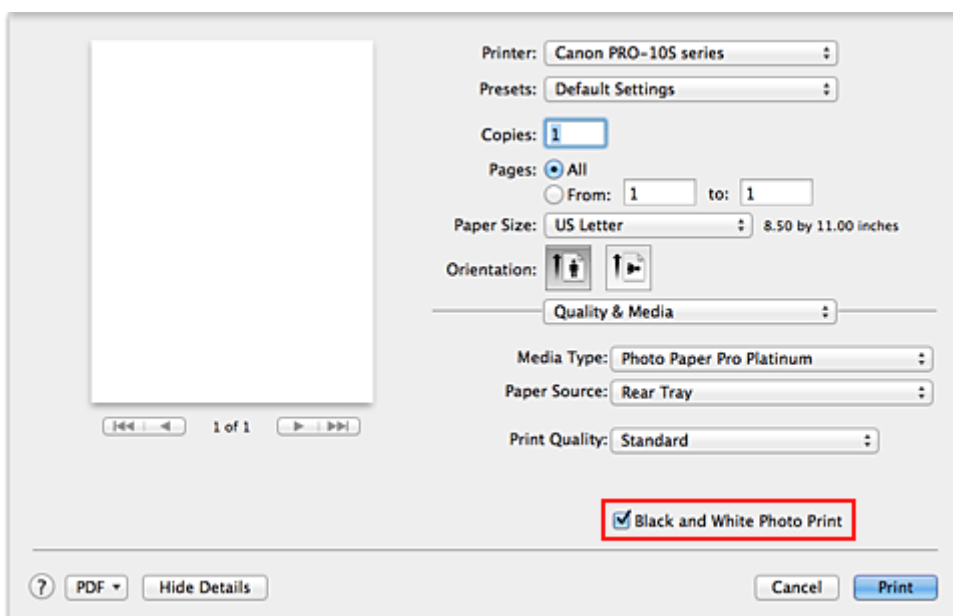 Printer: Canon PRO-10S series
Presets: Default Settings
Copies: 1
Pages: All
From: 1 to: 1
Paper Size: US Letter 8.50 by 11.00 inches
Orientation:
Quality & Media
Media Type: Photo Paper Pro Platinum
Paper Source: Rear Tray
1 of 1
Print Quality: Standard
Black and White Photo Print
? PDF Hide Details Cancel Print